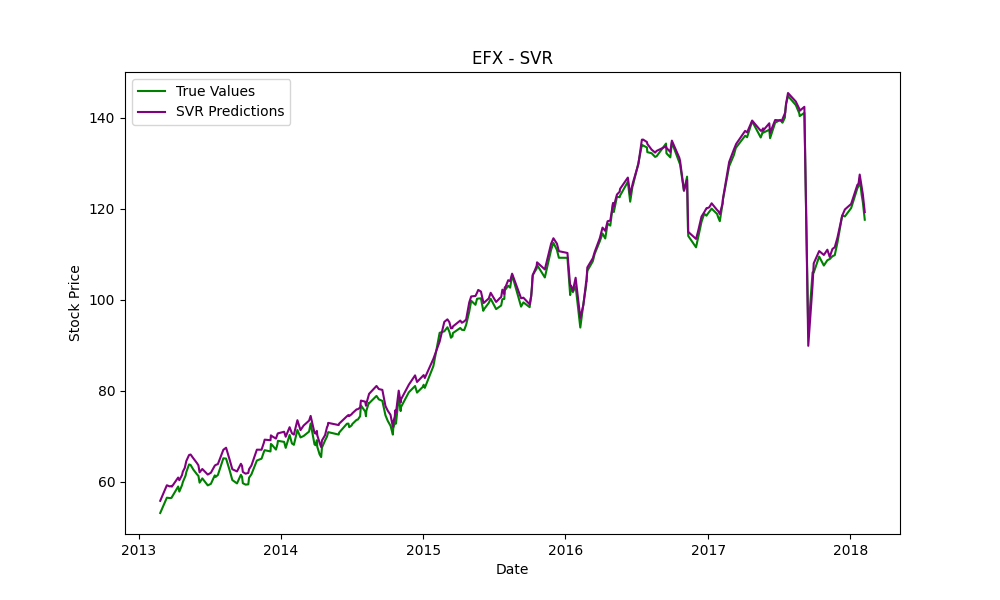 EFX - SVR
True Values
SVR Predictions
Stock Price
140
120
100
80
60
2013
2014
2015
2016
2017
2018
Date